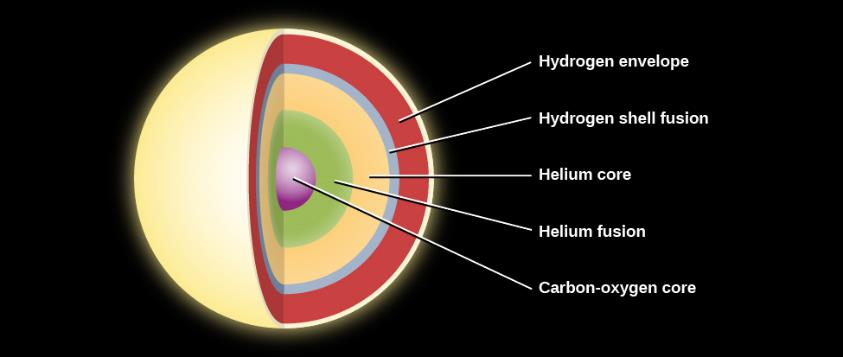 Hydrogen envelope
Hydrogen shell fusion
Helium core
Helium fusion
Carbon-oxygen core